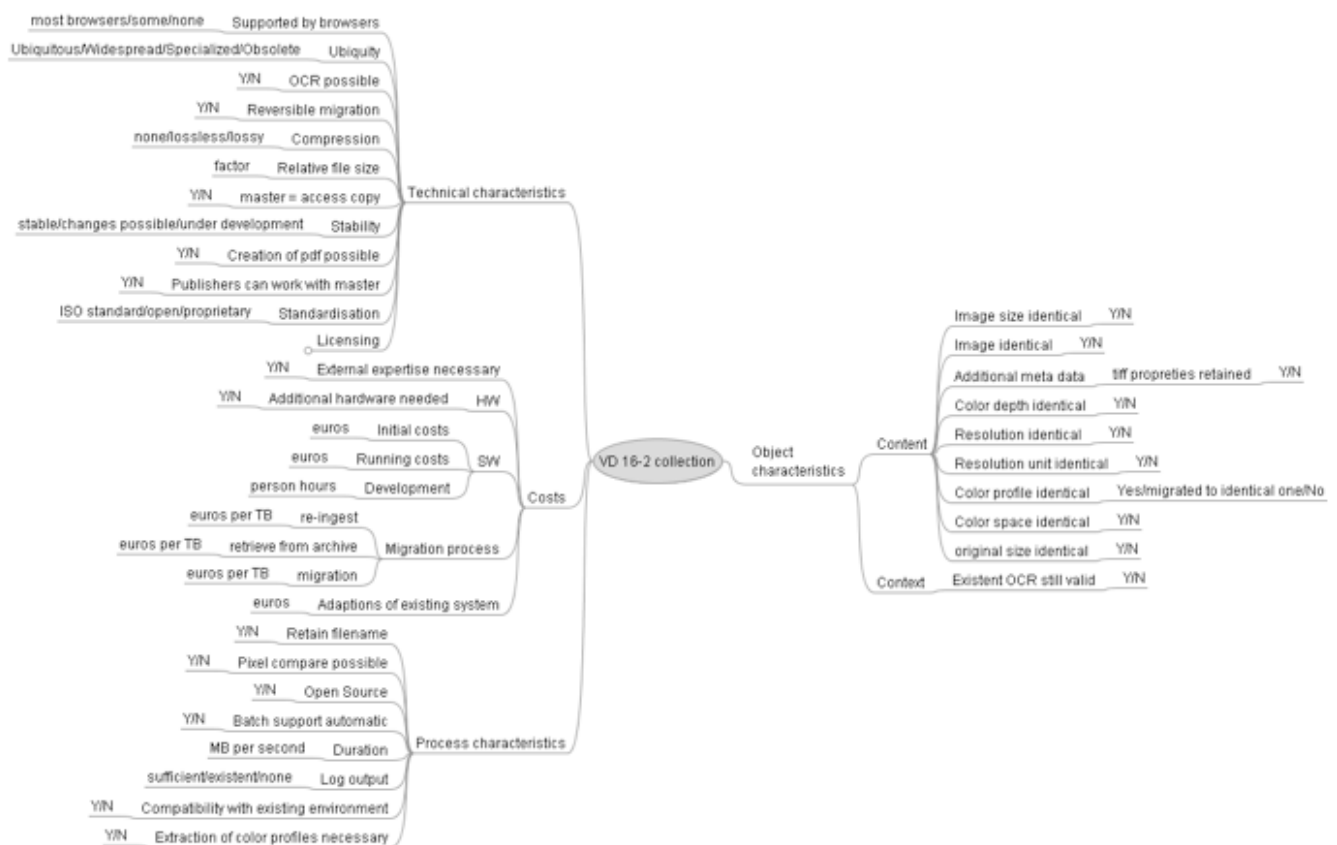 most browsers/some/none Supported by browsers
Ubiquitous/Widespread/Specialized/Obsolete Ubiquity
Y/N OCR possible
Y/N Reversible migration
none/lossless/lossy Compression
factor Relative file size
Y/N master = access copy
stable/changes possible/under development Stability
Y/N Creation of pdf possible
Y/N Publishers can work with master
ISO standard/open/proprietary Standardisation
Licensing
Technical characteristics
Y/N External expertise necessary
Y/N Additional hardware needed HW
euros Initial costs
euros Running costs
person hours Development
SW
euros per TB re-ingest
euros per TB retrieve from archive
euros per TB migration
Migration process
euros Adaptions of existing system
Costs
Y/N Retain filename
Y/N Pixel compare possible
Y/N Open Source
Y/N Batch support automatic
MB per second Duration
sufficient/existent/none Log output
Y/N Compatibility with existing environment
Y/N Extraction of color profiles necessary
Process characteristics
VD 16-2 collection
Object
characteristics
Content
Image size identical Y/N
Image identical Y/N
Additional meta data tiff propreties retained Y/N
Color depth identical Y/N
Resolution identical Y/N
Resolution unit identical Y/N
Color profile identical Yes/migrated to identical one/No
Color space identical Y/N
original size identical Y/N
Context Existent OCR still valid Y/N